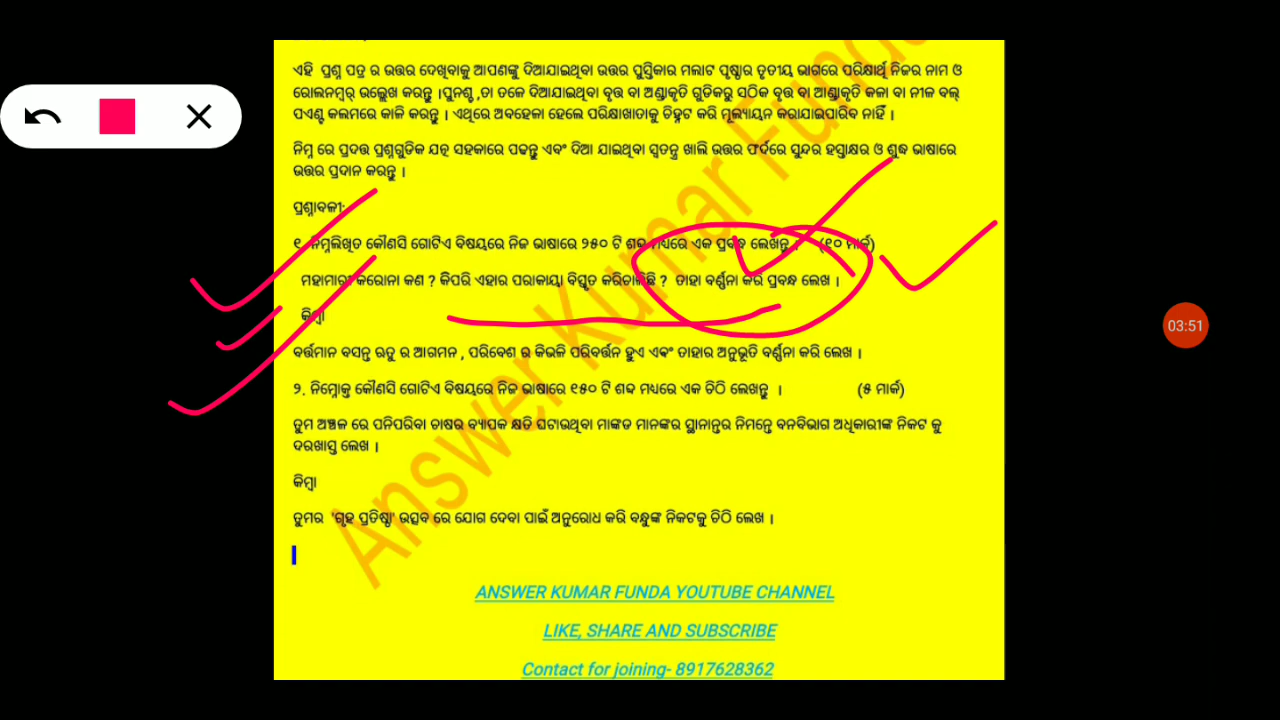 ଏହି ପ୍ରଶ୍ନ ପତ୍ର ର ଉତ୍ତର ଦେଖିବାକୁ ଆପଣଙ୍କୁ ଦିଆଯାଇଥିବା ଉତ୍ତର ପୁସ୍ତିକାର ମଲାଟ ପୃଷ୍ଠାର ତୃତୀୟ ଭାଗରେ ପରିକ୍ଷାର୍ଥି ନିଜର ନାମ ଓ
ରୋଲନମ୍ବର୍ ଉଲ୍ଲେଖ କରନ୍ତୁ ।ପୁନଶ୍ଚ ,ତା ତଳେ ଦିଆଯାଇଥିବା ବୃତ୍ତ ବା ଅଣ୍ଡାକୃତି ଗୁଡିକରୁ ସଠିକ ବୃତ୍ତ ବା ଆଣ୍ଡାକୃତି କଳା ବା ନୀଳ ବଲ୍
ପଏଣ୍ଟ କଲମରେ କାଳି କରନ୍ତୁ । ଏଥିରେ ଅବହେଳା ହେଲେ ପରିକ୍ଷାଖାତାକୁ ଚିହ୍ନଟ କରି ମୂଲ୍ୟାୟନ କରାଯାଇପାରିବ ନାହିଁ ।
ନିମ୍ନ ରେ ପ୍ରଦତ୍ତ ପ୍ରଶ୍ନଗୁଡିକ ଯତ୍ନ ସହକାରେ ପଢନ୍ତୁ ଏବଂ ଦିଆ ଯାଇଥିବା ସ୍ୱତନ୍ତ୍ର ଖାଲି ଉତ୍ତର ଫର୍ଦରେ ସୁନ୍ଦର ହସ୍ତାକ୍ଷର ଓ ଶୁଦ୍ଧ ଭାଷାରେ
ଉତ୍ତର ପ୍ରଦାନ କରନ୍ତୁ ।
ପ୍ରଶ୍ନାବଳୀ:
୧. ନିମ୍ନଲିଖିତ କୌଣସି ଗୋଟିଏ ବିଷୟରେ ନିଜ ଭାଷାରେ ୨୫୦ ଟି ଶବ୍ଦ ମଧ୍ୟରେ ଏକ ପ୍ରବନ୍ଧ ଲେଖନ୍ତୁ । (୧୦ ମାର୍କ)
ମହାମାରୀ କରୋନା କଣ ? କିପରି ଏହାର ପରାକାୟା ବିସ୍ତୃତ କରିଚାଲିଛି ? ତାହା ବର୍ଣ୍ଣନା କରି ପ୍ରବନ୍ଧ ଲେଖ ।
କିମ୍ବା
ବର୍ତ୍ତମାନ ବସନ୍ତ ଋତୁ ର ଆଗମନ , ପରିବେଶ ର କିଭଳି ପରିବର୍ତ୍ତନ ହୁଏ ଏବଂ ତାହାର ଅନୁଭୂତି ବର୍ଣ୍ଣନା କରି ଲେଖ ।
୨. ନିମ୍ନୋକ୍ତ କୌଣସି ଗୋଟିଏ ବିଷୟରେ ନିଜ ଭାଷାରେ ୧୫୦ ଟି ଶବ୍ଦ ମଧ୍ୟରେ ଏକ ଚିଠି ଲେଖନ୍ତୁ । (୫ ମାର୍କ)
ତୁମ ଅଞ୍ଚଳ ରେ ପନିପରିବା ଚାଷର ବ୍ୟାପକ କ୍ଷତି ଘଟାଉଥିବା ମାଙ୍କଡ ମାନଙ୍କର ସ୍ଥାନାନ୍ତର ନିମନ୍ତେ ବନବିଭାଗ ଅଧିକାରୀଙ୍କ ନିକଟ କୁ
ଦରଖାସ୍ତ ଲେଖ ।
କିମ୍ବା
ତୁମର 'ଗୃହ ପ୍ରତିଷ୍ଠା' ଉତ୍ସବ ରେ ଯୋଗ ଦେବା ପାଇଁ ଅନୁରୋଧ କରି ବନ୍ଧୁଙ୍କ ନିକଟକୁ ଚିଠି ଲେଖ ।
ANSWER KUMAR FUNDA YOUTUBE CHANNEL
LIKE, SHARE AND SUBSCRIBE
Contact for joining- 8917628362
Answer Kumar Funda
03:51